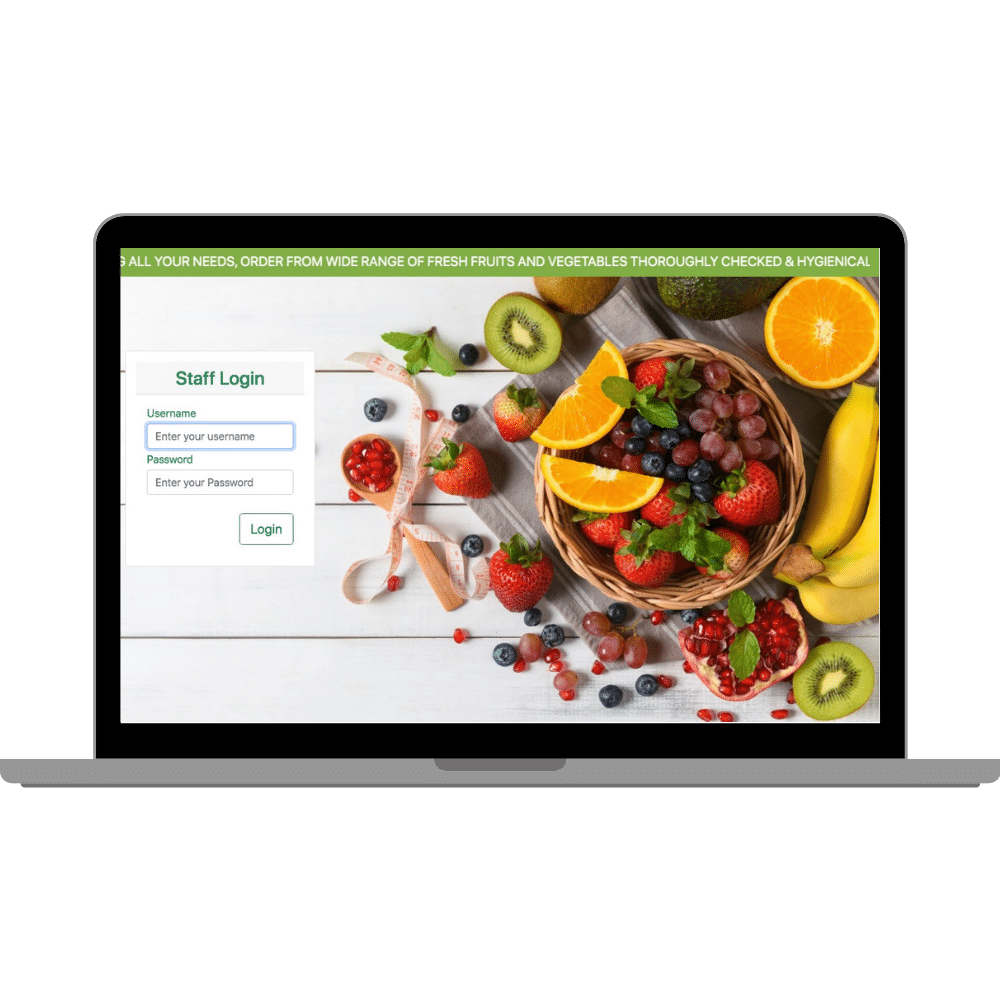 ALL YOUR NEEDS, ORDER FROM WIDE RANGE OF FRESH FRUITS AND VEGETABLES THOROUGHLY CHECKED & HYGIENICAL
Staff Login
Username
Enter your username
Password
Enter your Password
Login